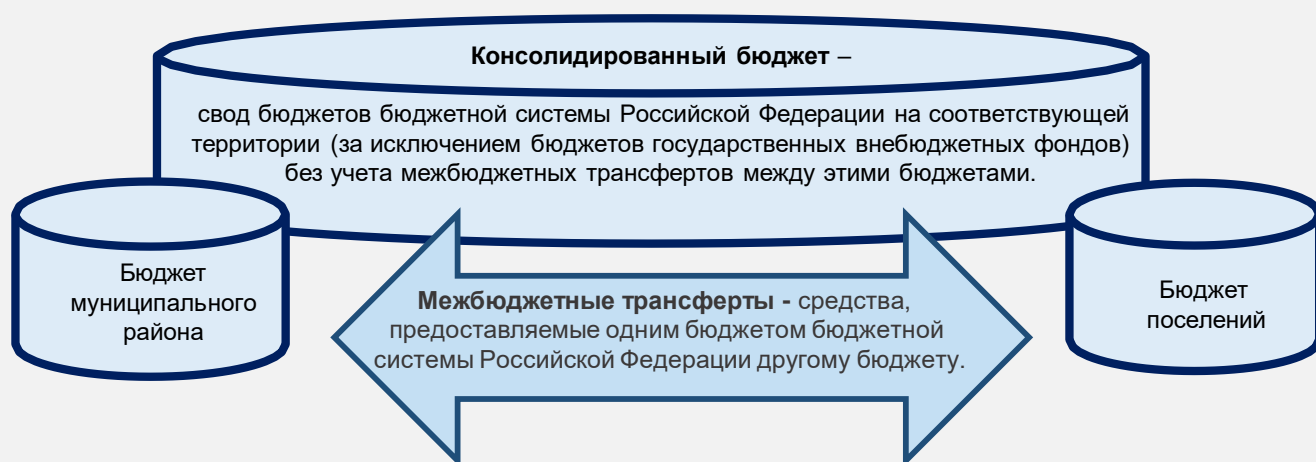 Консолидированный бюджет –
свод бюджетов бюджетной системы Российской Федерации на соответствующей
территории (за исключением бюджетов государственных внебюджетных фондов)
без учета межбюджетных трансфертов между этими бюджетами.
Бюджет
муниципального
района
Межбюджетные трансферты - средства,
предоставляемые одним бюджетом бюджетной
системы Российской Федерации другому бюджету.
Бюджет
поселений